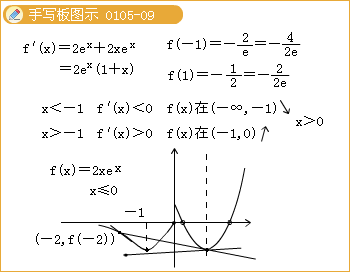 手写板图示 0105-09
f′(x)=2eˣ+2xeˣ
=2eˣ(1+x)
f(-1)=-2/e=-4/2e
f(1)=-1/2=-2/2e
x<-1 f′(x)<0 f(x)在(-∞,-1)↘
x>-1 f′(x)>0 f(x)在(-1,0)↗
x>0
f(x)=2xeˣ
x≤0
-1
(-2,f(-2))